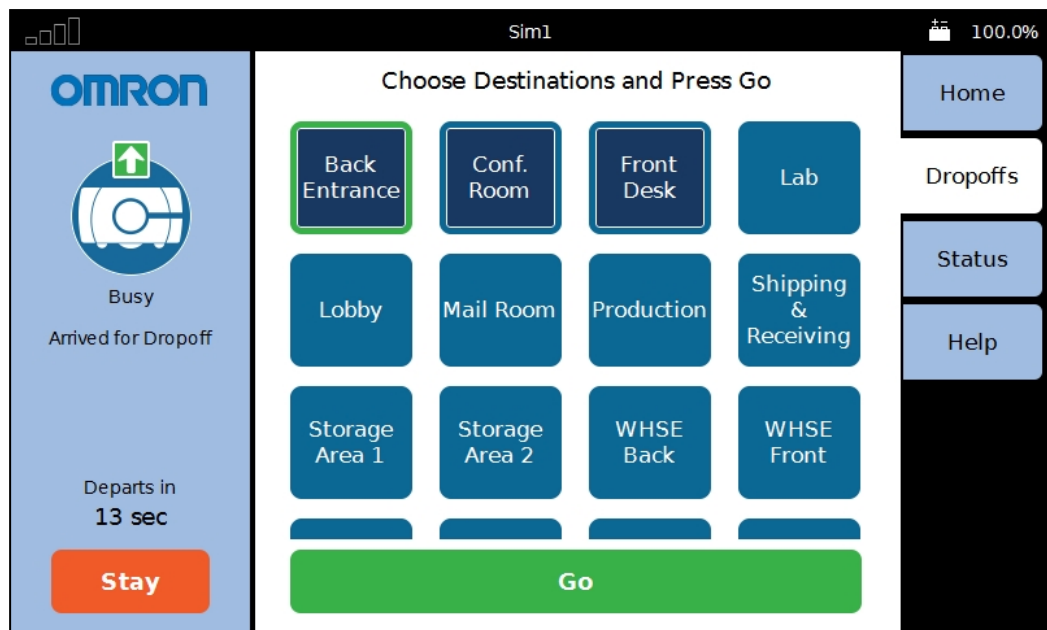 Sim1
100.0%
OMRON
Busy
Arrived for Dropoff
Departs in
13 sec
Stay
Choose Destinations and Press Go
Back
Entrance
Conf.
Room
Front
Desk
Lab
Lobby
Mail Room
Production
Shipping
&
Receiving
Storage
Area 1
Storage
Area 2
WHSE
Back
WHSE
Front
Go
Home
Dropoffs
Status
Help